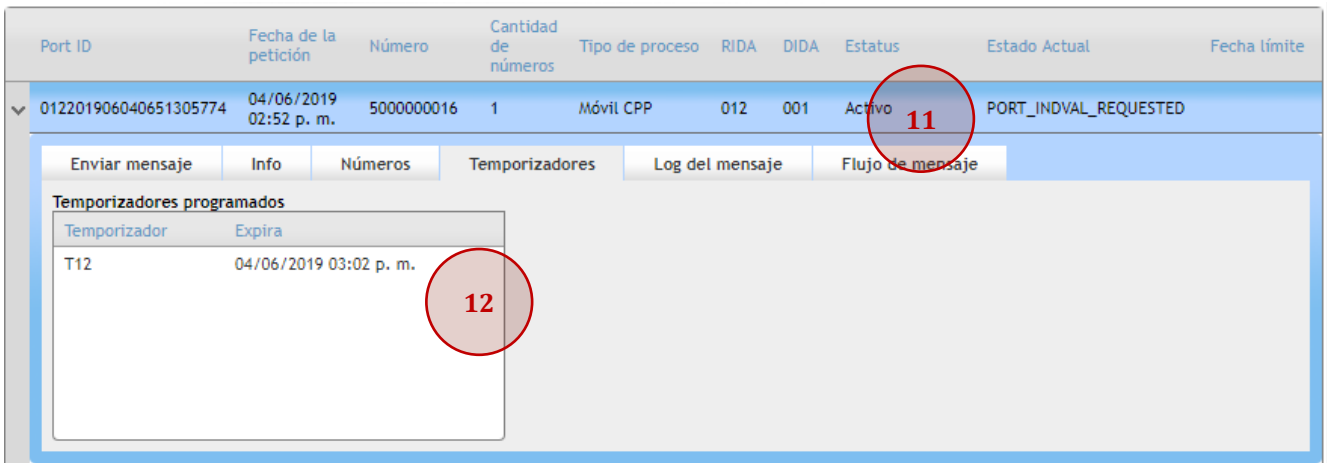 Port ID Fecha de la petición Número Cantidad de números Tipo de proceso RIDA DIDA Estatus Estado Actual Fecha límite
012201906040651305774 04/06/2019 02:52 p. m. 5000000016 1 Móvil CPP 012 001 Activo PORT_INDVAL_REQUESTED
11
Enviar mensaje Info Números Temporizadores Log del mensaje Flujo de mensaje
Temporizadores programados
Temporizador Expira
T12 04/06/2019 03:02 p. m.
12